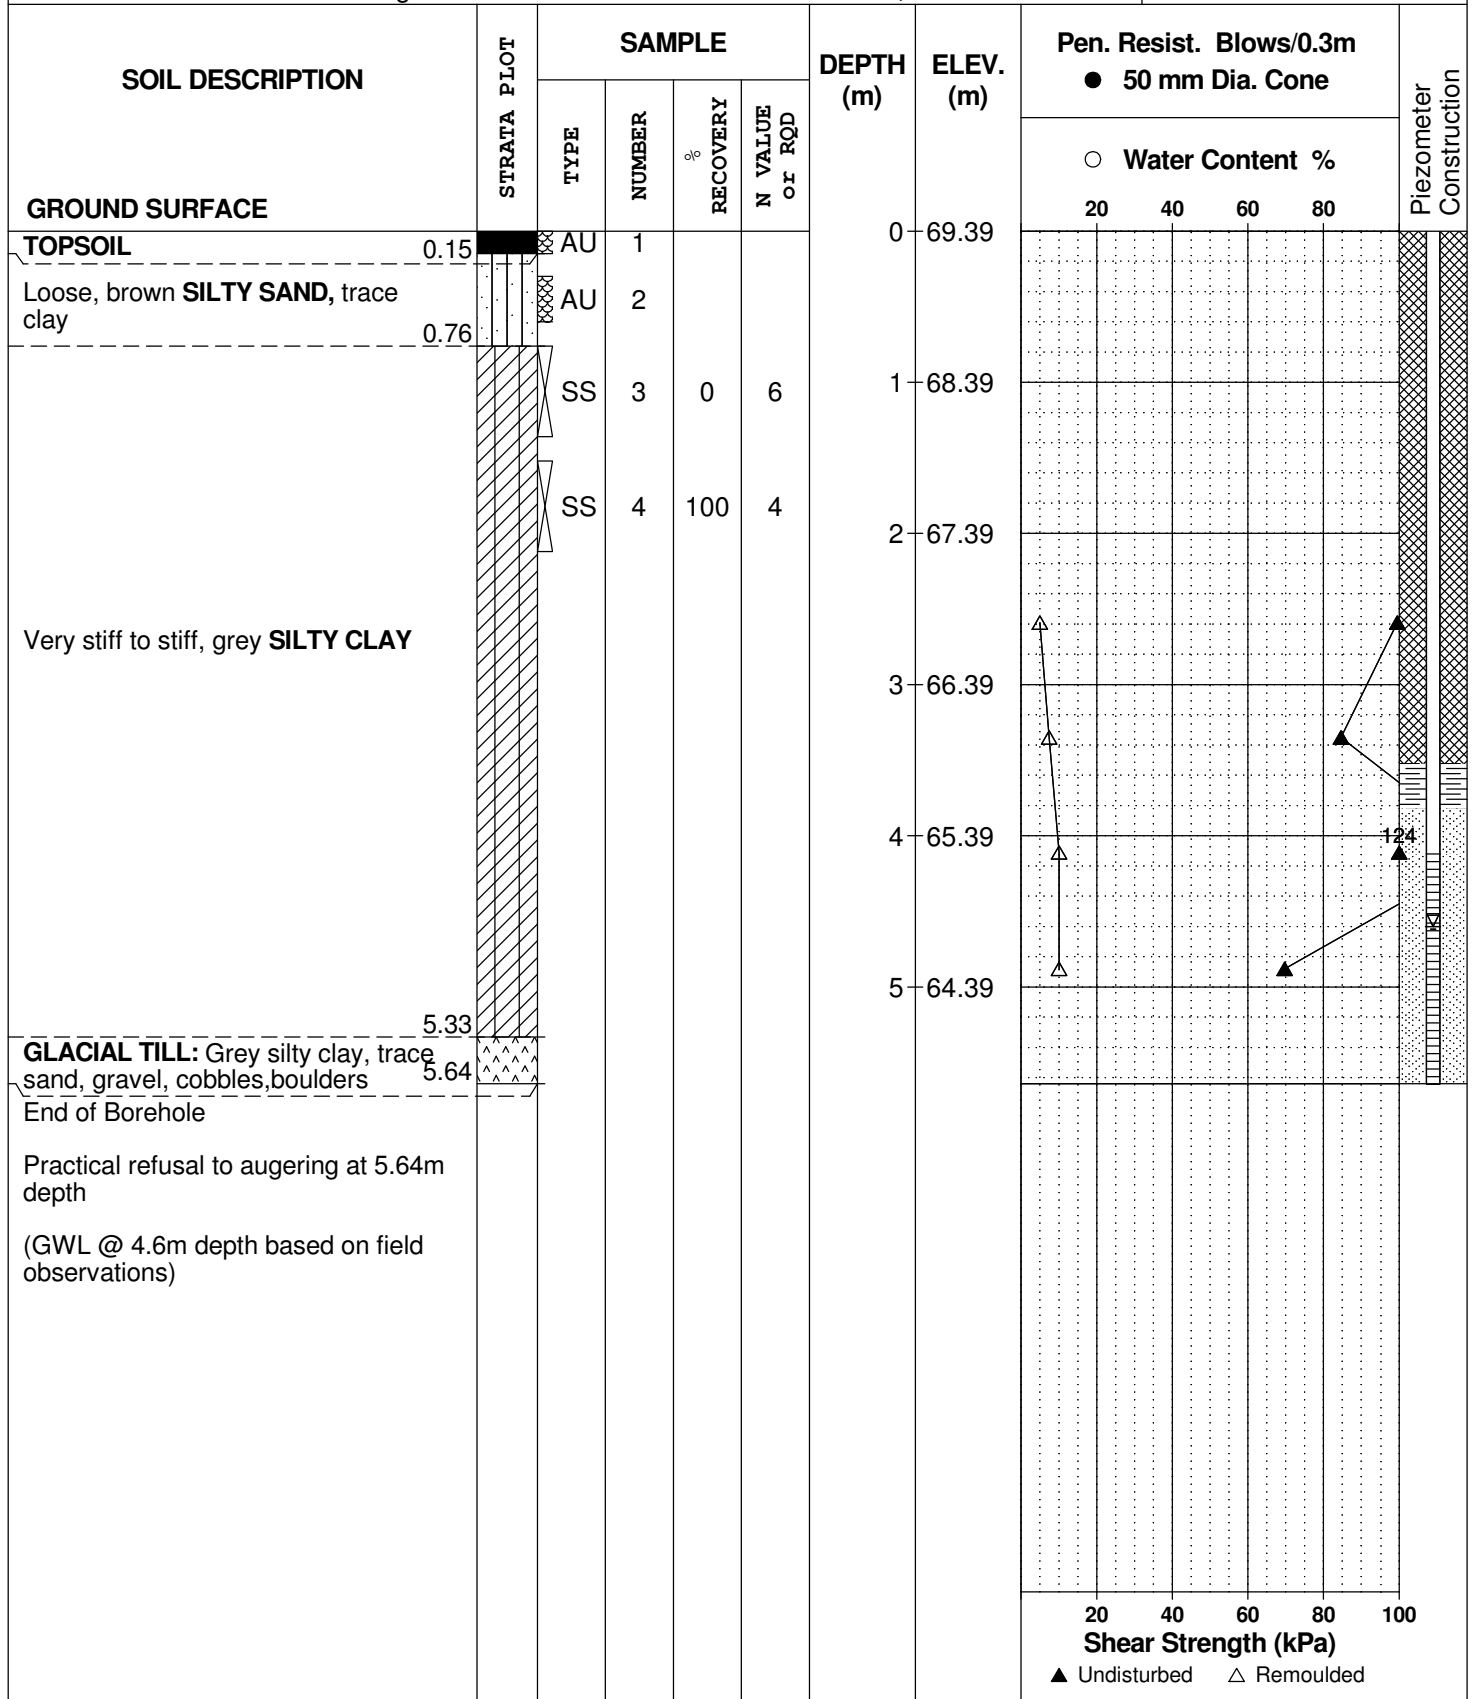 SOIL DESCRIPTION
GROUND SURFACE
STRATA PLOT
SAMPLE
TYPE
NUMBER
% RECOVERY
N VALUE or RQD
DEPTH (m)
ELEV. (m)
Pen. Resist. Blows/0.3m
● 50 mm Dia. Cone
○ Water Content %
20 40 60 80
Piezometer Construction
TOPSOIL 0.15
AU 1
0 69.39
Loose, brown SILTY SAND, trace
clay
0.76
AU 2
SS 3 0 6
1 68.39
SS 4 100 4
2 67.39
Very stiff to stiff, grey SILTY CLAY
3 66.39
4 65.39
124
5 64.39
5.33
GLACIAL TILL: Grey silty clay, trace
sand, gravel, cobbles,boulders 5.64
End of Borehole
Practical refusal to augering at 5.64m
depth
(GWL @ 4.6m depth based on field
observations)
20 40 60 80 100
Shear Strength (kPa)
▲ Undisturbed △ Remoulded